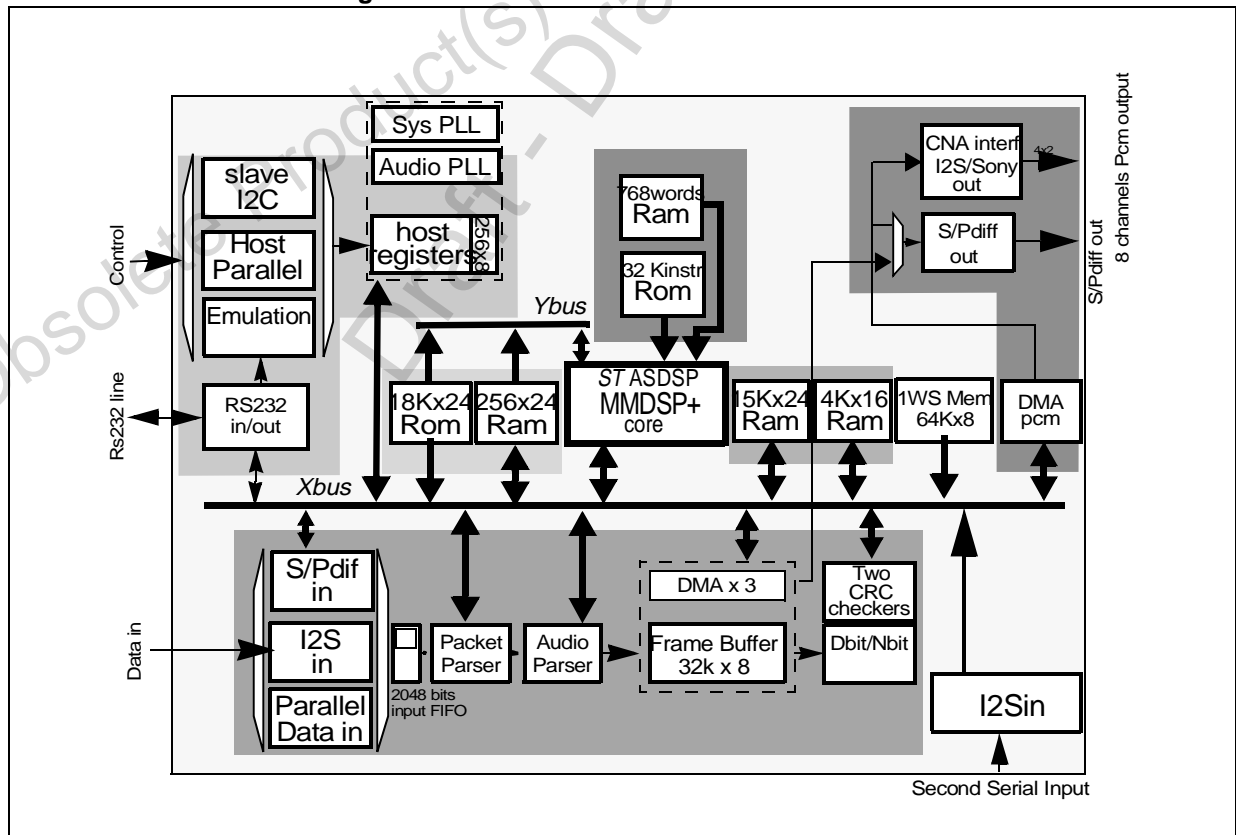 Obsolete Product(s)
Draft - Dra
Sys PLL
Audio PLL
slave
I2C
Host
Parallel
Emulation
RS232
in/out
host
registers
256x8
Control
Rs232 line
768words
Ram
32 Kinstr
Rom
CNA interf
I2S/Sony
out
4x2
S/Pdiff
out
S/Pdiff out
8 channels Pcm output
Ybus
18Kx24
Rom
256x24
Ram
ST ASDSP
MMDSP+
core
15Kx24
Ram
4Kx16
Ram
1WS Mem
64Kx8
DMA
pcm
Xbus
Data in
S/Pdif
in
I2S
in
Parallel
Data in
2048 bits
input FIFO
Packet
Parser
Audio
Parser
DMA x 3
Frame Buffer
32k x 8
Two
CRC
checkers
Dbit/Nbit
I2Sin
Second Serial Input